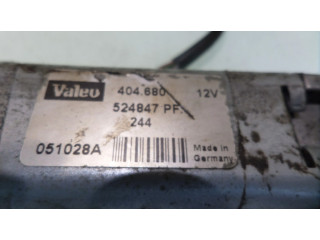 Valeo 404.680 12V
524847 PF
244
051028A Made in
Germany